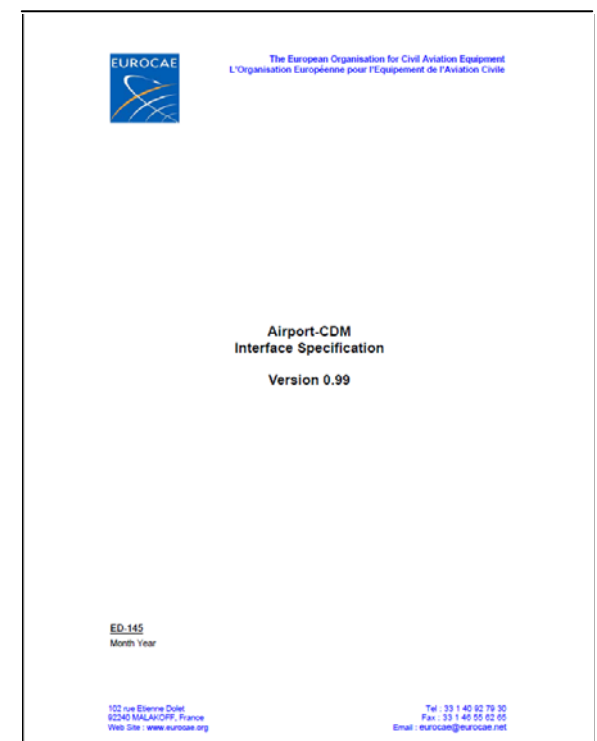 EUROCAE
The European Organisation for Civil Aviation Equipment
L'Organisation Européenne pour l'Equipement de l'Aviation Civile
Airport-CDM
Interface Specification
Version 0.99
ED-145
Month Year
102 rue Etienne Dolet
92240 MALAKOFF, France
Web Site : www.eurocae.org
Tel : 33 1 40 92 79 30
Fax : 33 1 46 55 62 65
Email : eurocae@eurocae.net